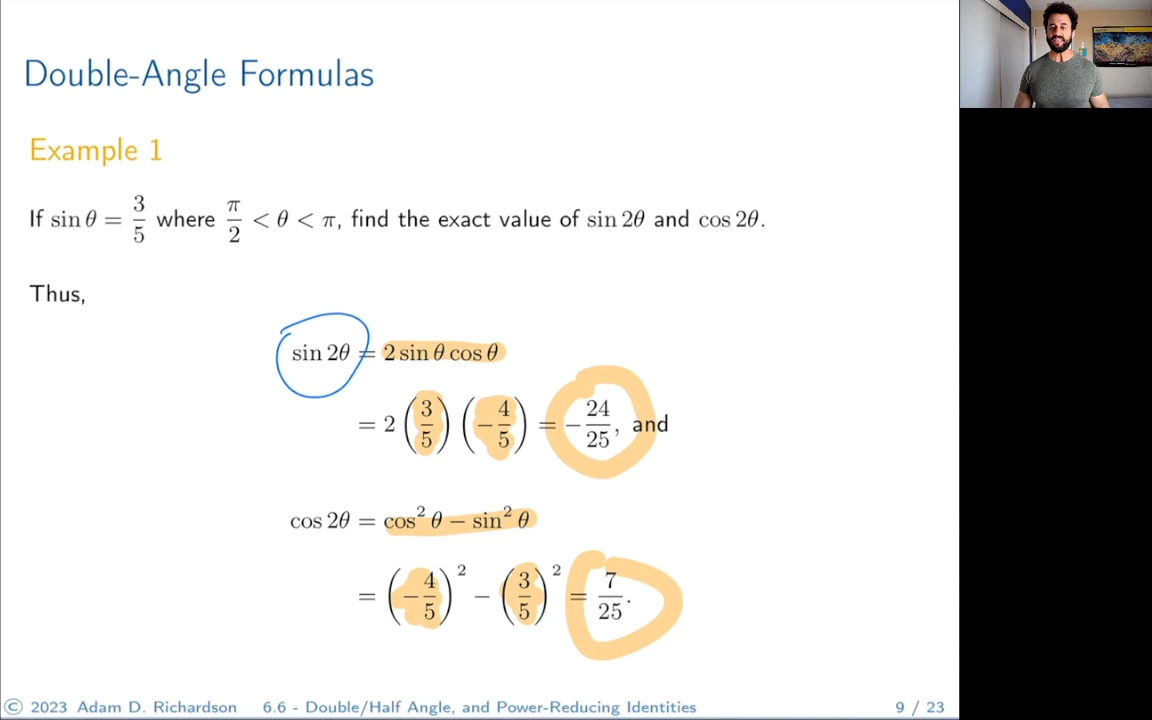 Double-Angle Formulas
Example 1
If sin θ = 3/5 where π/2 < θ < π, find the exact value of sin 2θ and cos 2θ.
Thus,
sin 2θ = 2 sin θ cos θ
= 2 (3/5) (−4/5) = −24/25, and
cos 2θ = cos² θ − sin² θ
= (−4/5)² − (3/5)² = 7/25.
© 2023 Adam D. Richardson 6.6 - Double/Half Angle, and Power-Reducing Identities 9 / 23